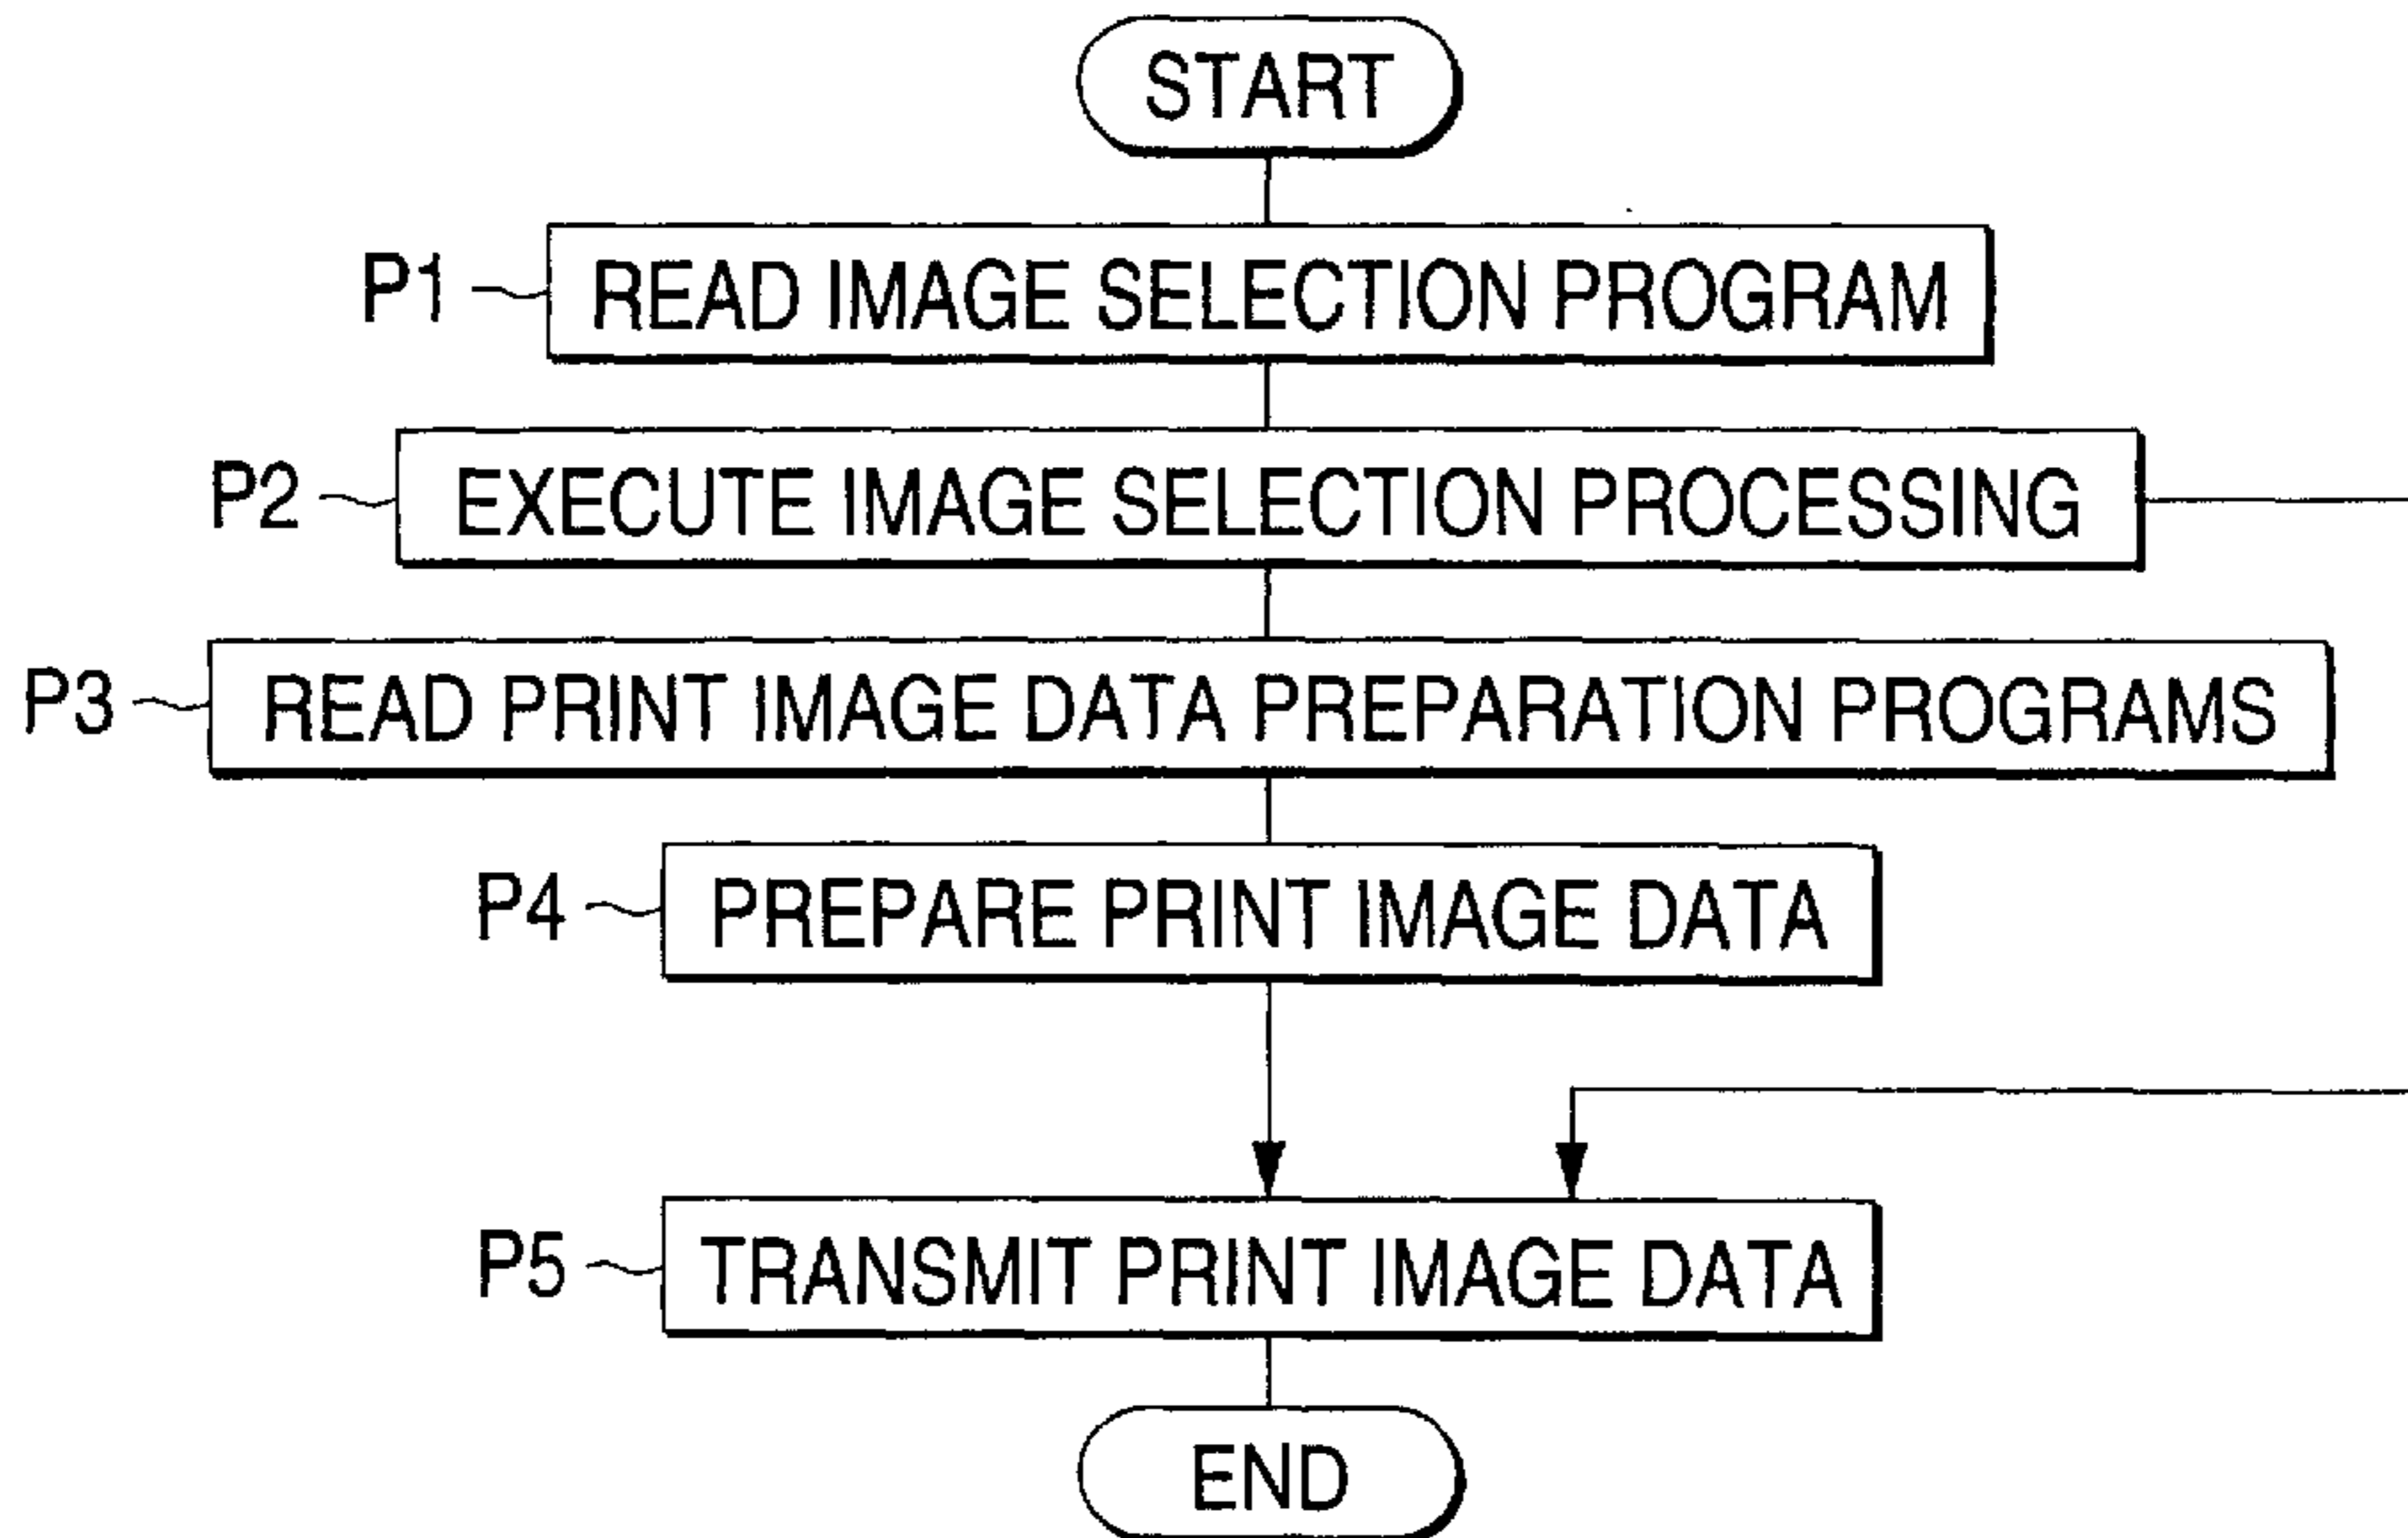 START
P1 READ IMAGE SELECTION PROGRAM
P2 EXECUTE IMAGE SELECTION PROCESSING
P3 READ PRINT IMAGE DATA PREPARATION PROGRAMS
P4 PREPARE PRINT IMAGE DATA
P5 TRANSMIT PRINT IMAGE DATA
END